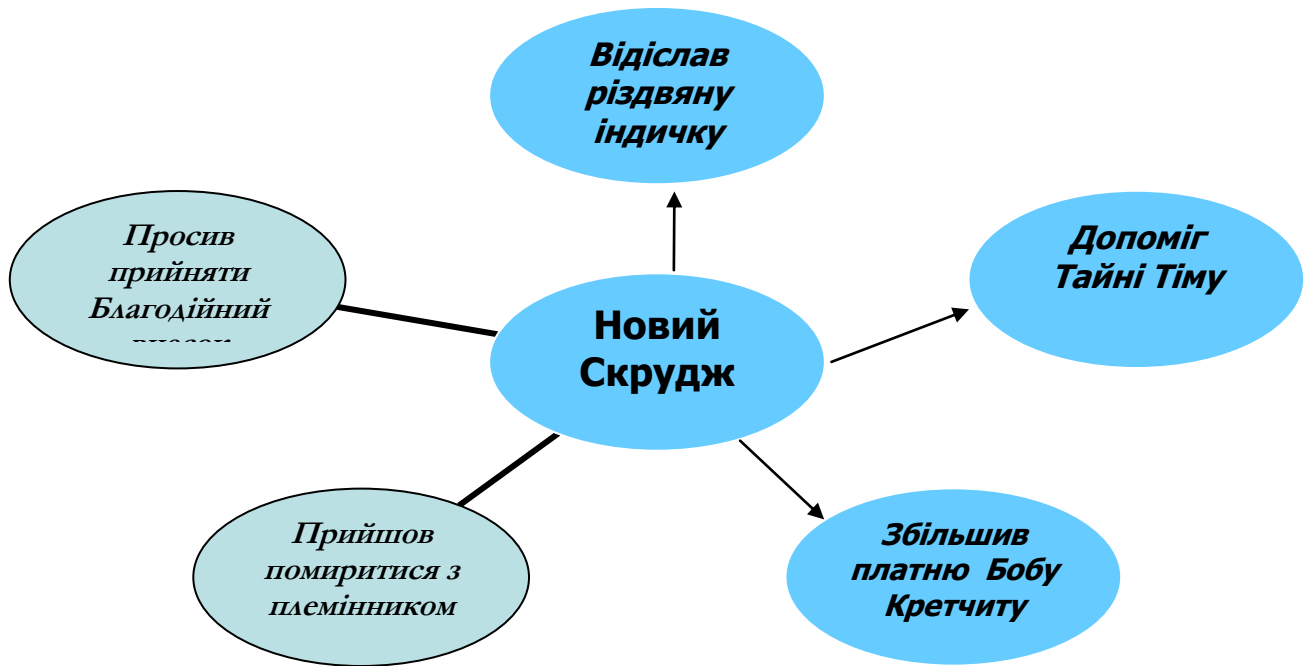 Відіслав
різдвяну
індичку
Просив
прийняти
Благодійний
Допоміг
Тайні Тіму
Новий
Скрудж
Прийшов
помиритися з
племінником
Збільшив
платню Бобу
Кретчиту